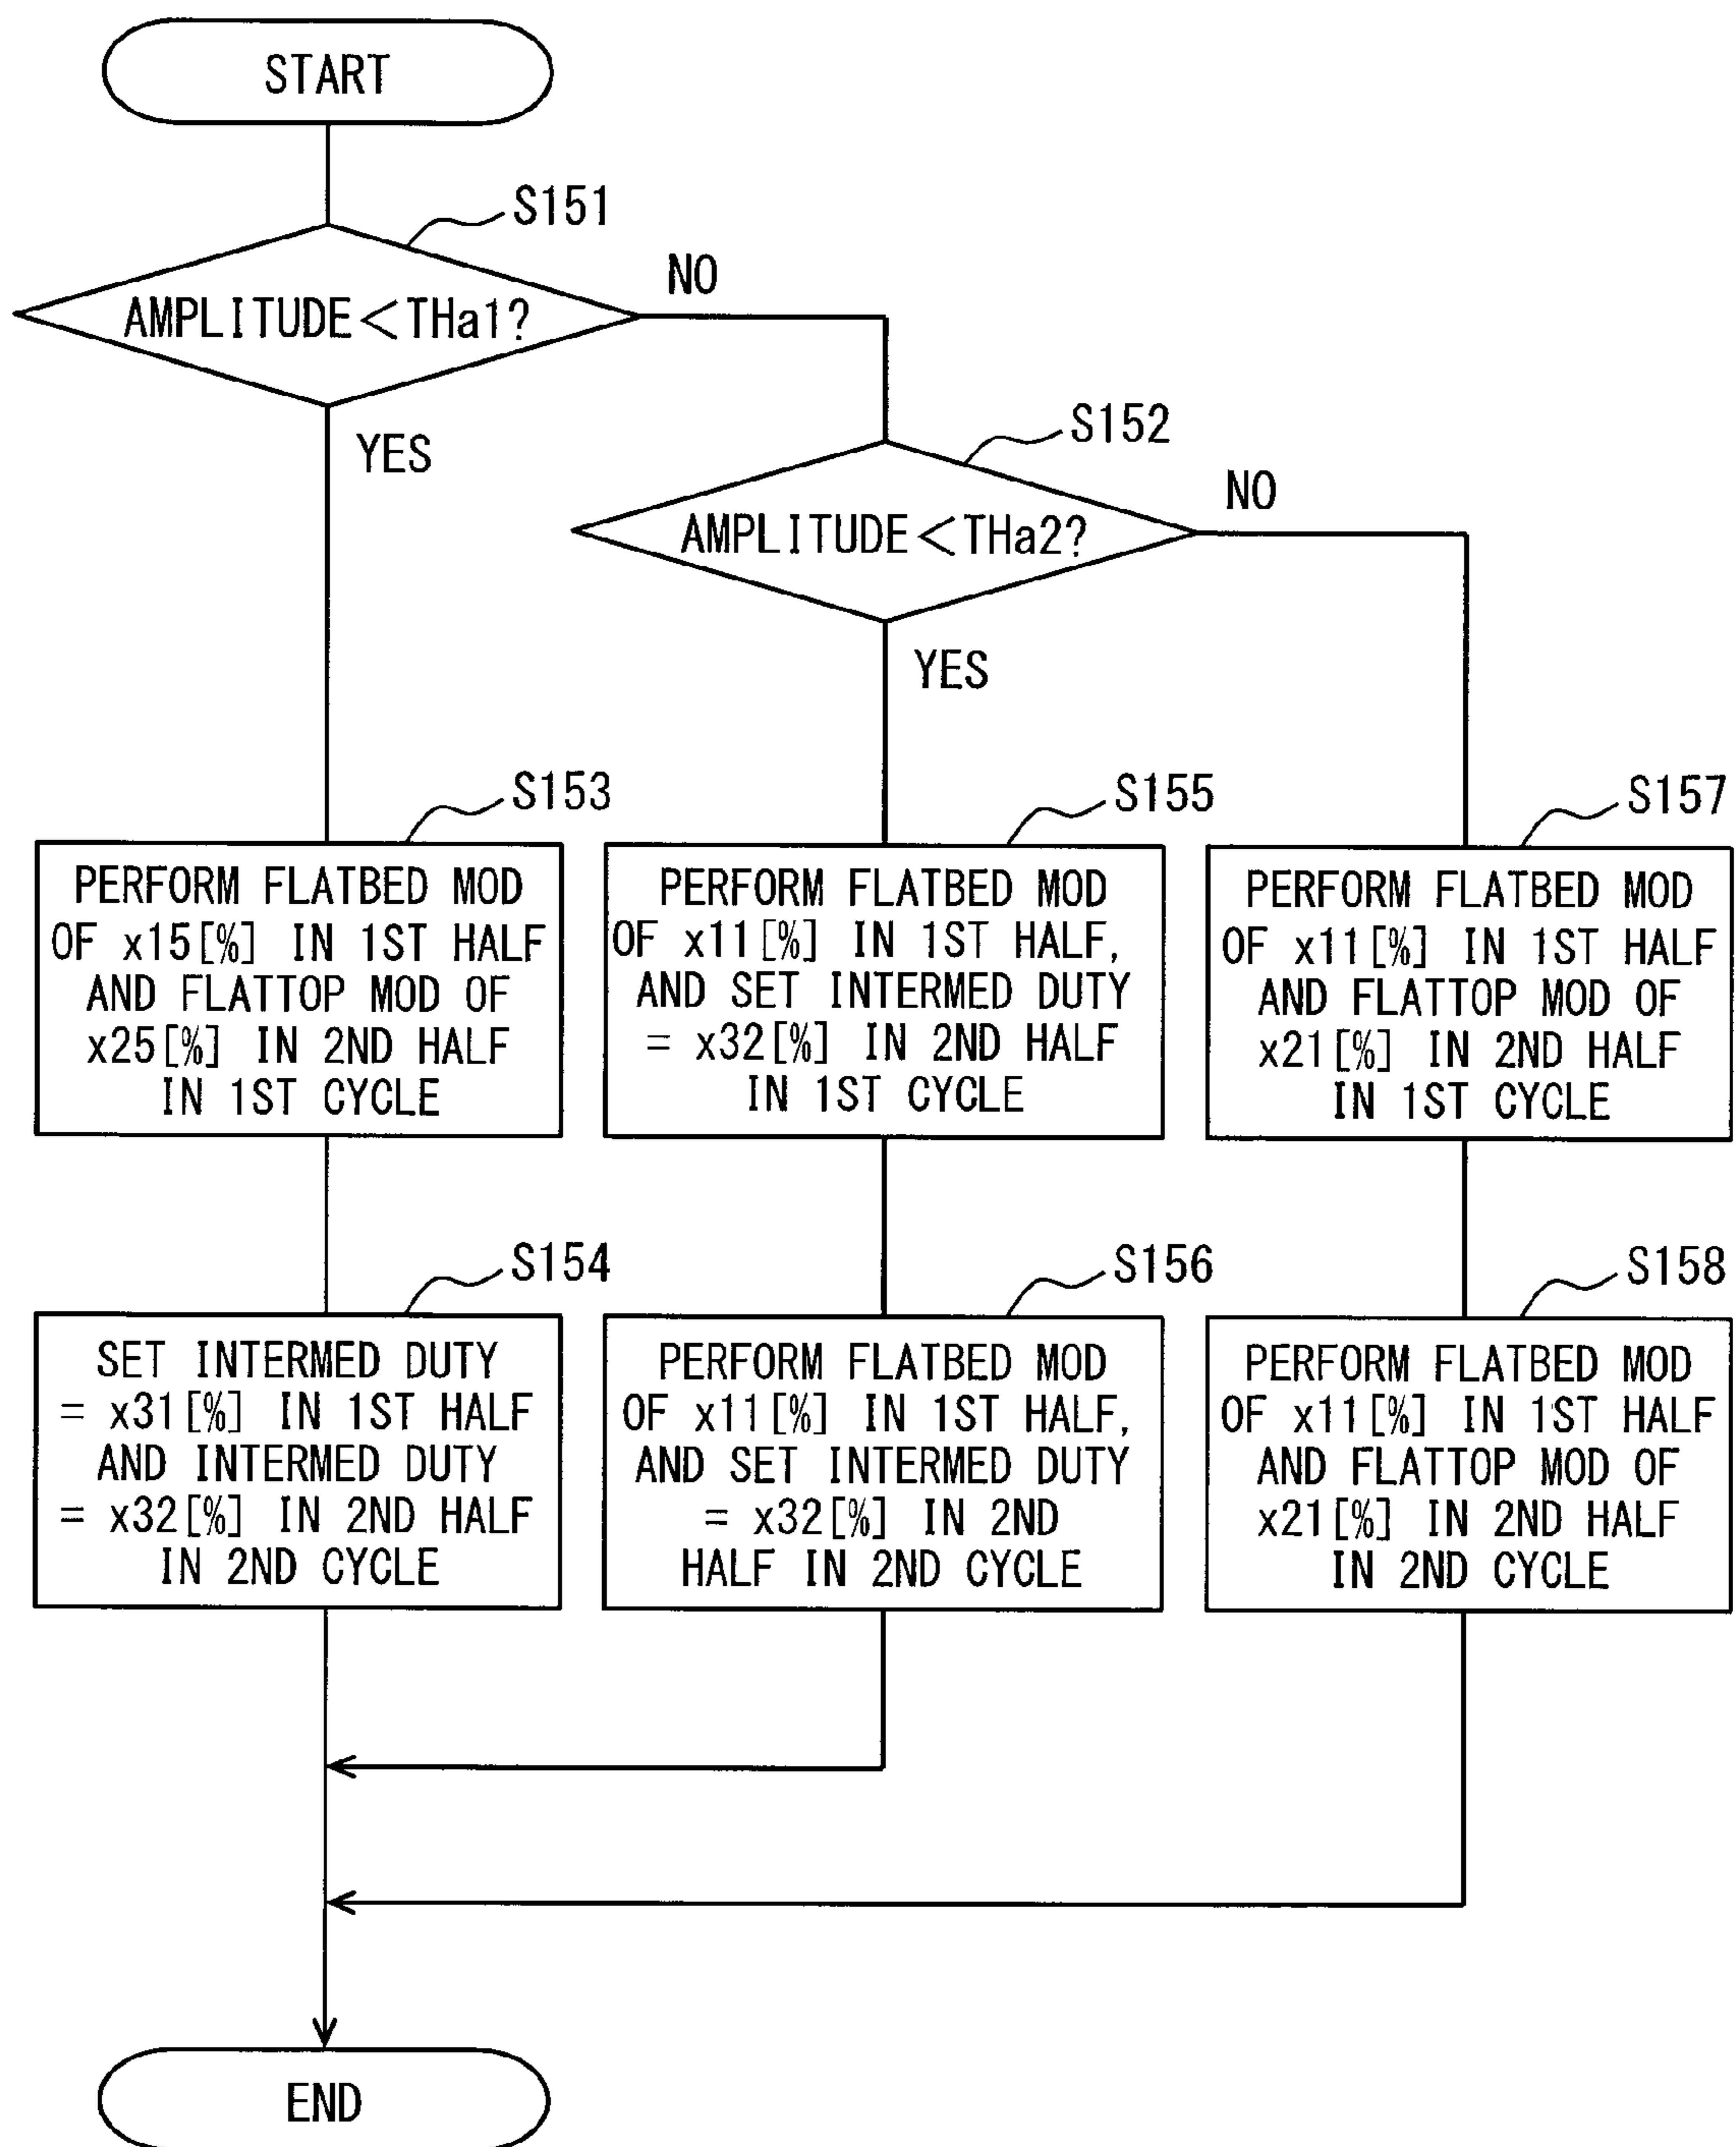 START
S151
AMPLITUDE<THa1?
NO
YES
S152
AMPLITUDE<THa2?
NO
YES
S153
PERFORM FLATBED MOD
OF x15[%] IN 1ST HALF
AND FLATTOP MOD OF
x25[%] IN 2ND HALF
IN 1ST CYCLE
S155
PERFORM FLATBED MOD
OF x11[%] IN 1ST HALF,
AND SET INTERMED DUTY
= x32[%] IN 2ND HALF
IN 1ST CYCLE
S157
PERFORM FLATBED MOD
OF x11[%] IN 1ST HALF
AND FLATTOP MOD OF
x21[%] IN 2ND HALF
IN 1ST CYCLE
S154
SET INTERMED DUTY
= x31[%] IN 1ST HALF
AND INTERMED DUTY
= x32[%] IN 2ND HALF
IN 2ND CYCLE
S156
PERFORM FLATBED MOD
OF x11[%] IN 1ST HALF,
AND SET INTERMED DUTY
= x32[%] IN 2ND
HALF IN 2ND CYCLE
S158
PERFORM FLATBED MOD
OF x11[%] IN 1ST HALF
AND FLATTOP MOD OF
x21[%] IN 2ND HALF
IN 2ND CYCLE
END